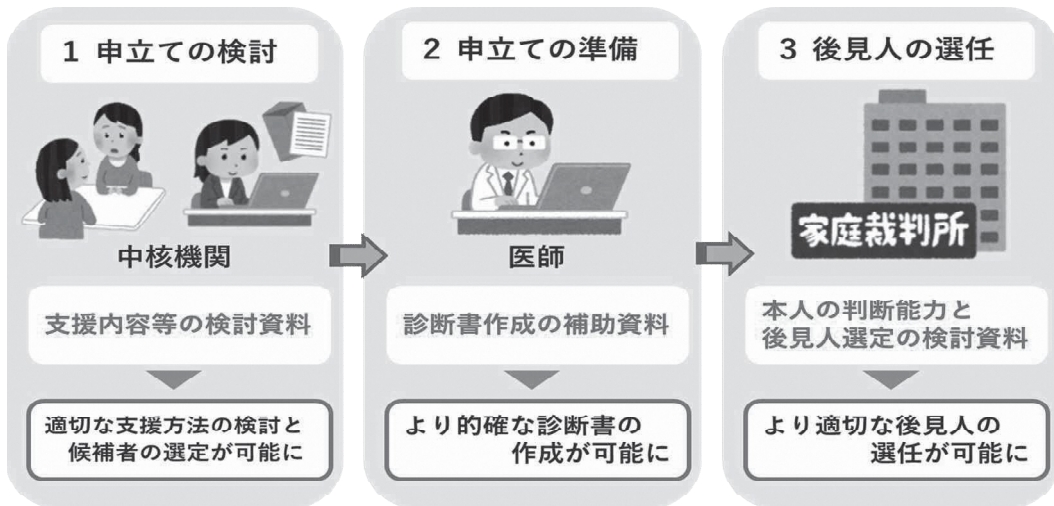 1 申立ての検討
中核機関
支援内容等の検討資料
適切な支援方法の検討と
候補者の選定が可能に
2 申立ての準備
医師
診断書作成の補助資料
より的確な診断書の
作成が可能に
3 後見人の選任
家庭裁判所
本人の判断能力と
後見人選定の検討資料
より適切な後見人の
選任が可能に